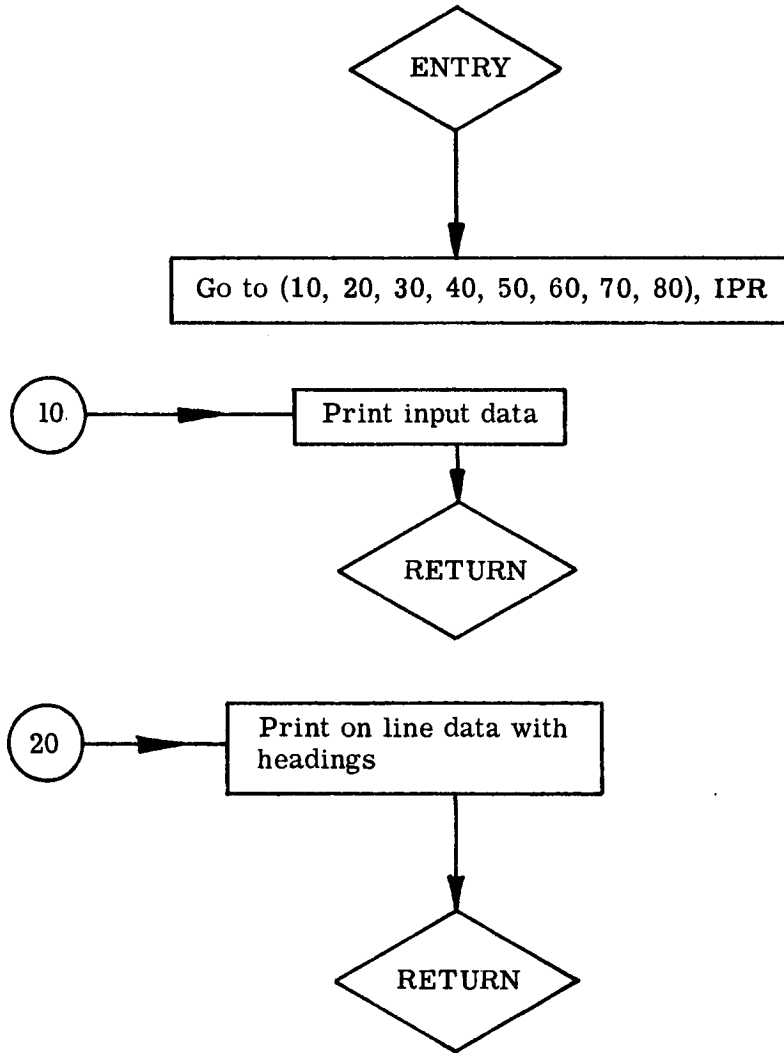 ENTRY
Go to (10, 20, 30, 40, 50, 60, 70, 80), IPR
10
Print input data
RETURN
20
Print on line data with
headings
RETURN